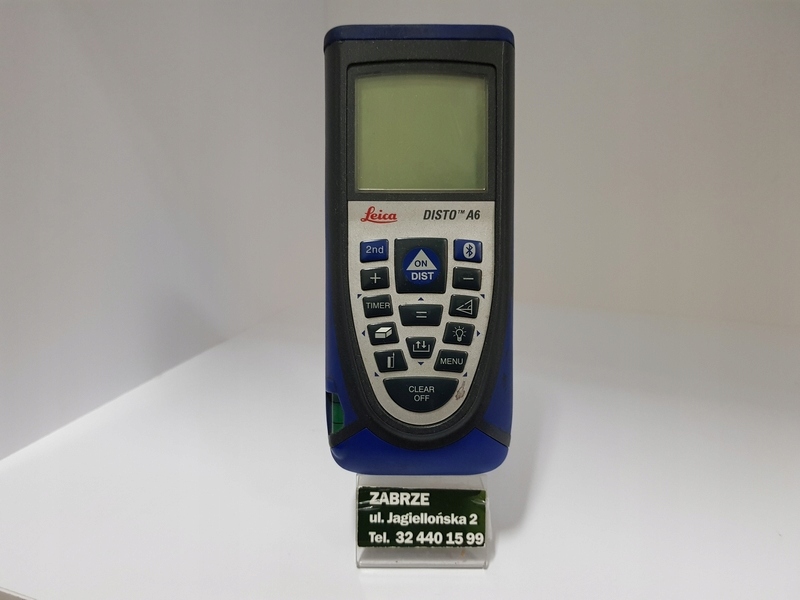 Leica DISTO™ A6
2nd
ON
DIST
+
−
TIMER
=
MENU
CLEAR
OFF
ZABRZE
ul. Jagiellońska 2
Tel. 32 440 15 99